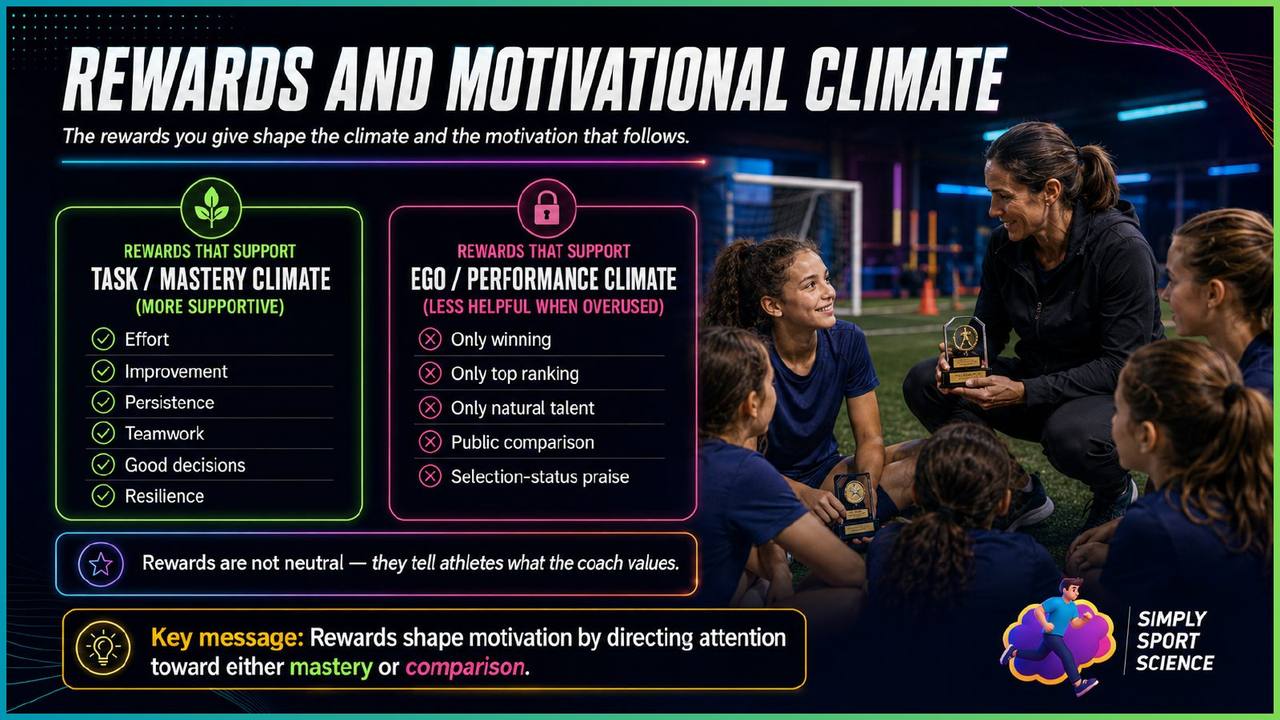 REWARDS AND MOTIVATIONAL CLIMATE
The rewards you give shape the climate and the motivation that follows.
REWARDS THAT SUPPORT
TASK / MASTERY CLIMATE
(MORE SUPPORTIVE)
Effort
Improvement
Persistence
Teamwork
Good decisions
Resilience
REWARDS THAT SUPPORT
EGO / PERFORMANCE CLIMATE
(LESS HELPFUL WHEN OVERUSED)
Only winning
Only top ranking
Only natural talent
Public comparison
Selection-status praise
Rewards are not neutral — they tell athletes what the coach values.
Key message: Rewards shape motivation by directing attention
toward either mastery or comparison.
SIMPLY
SPORT
SCIENCE